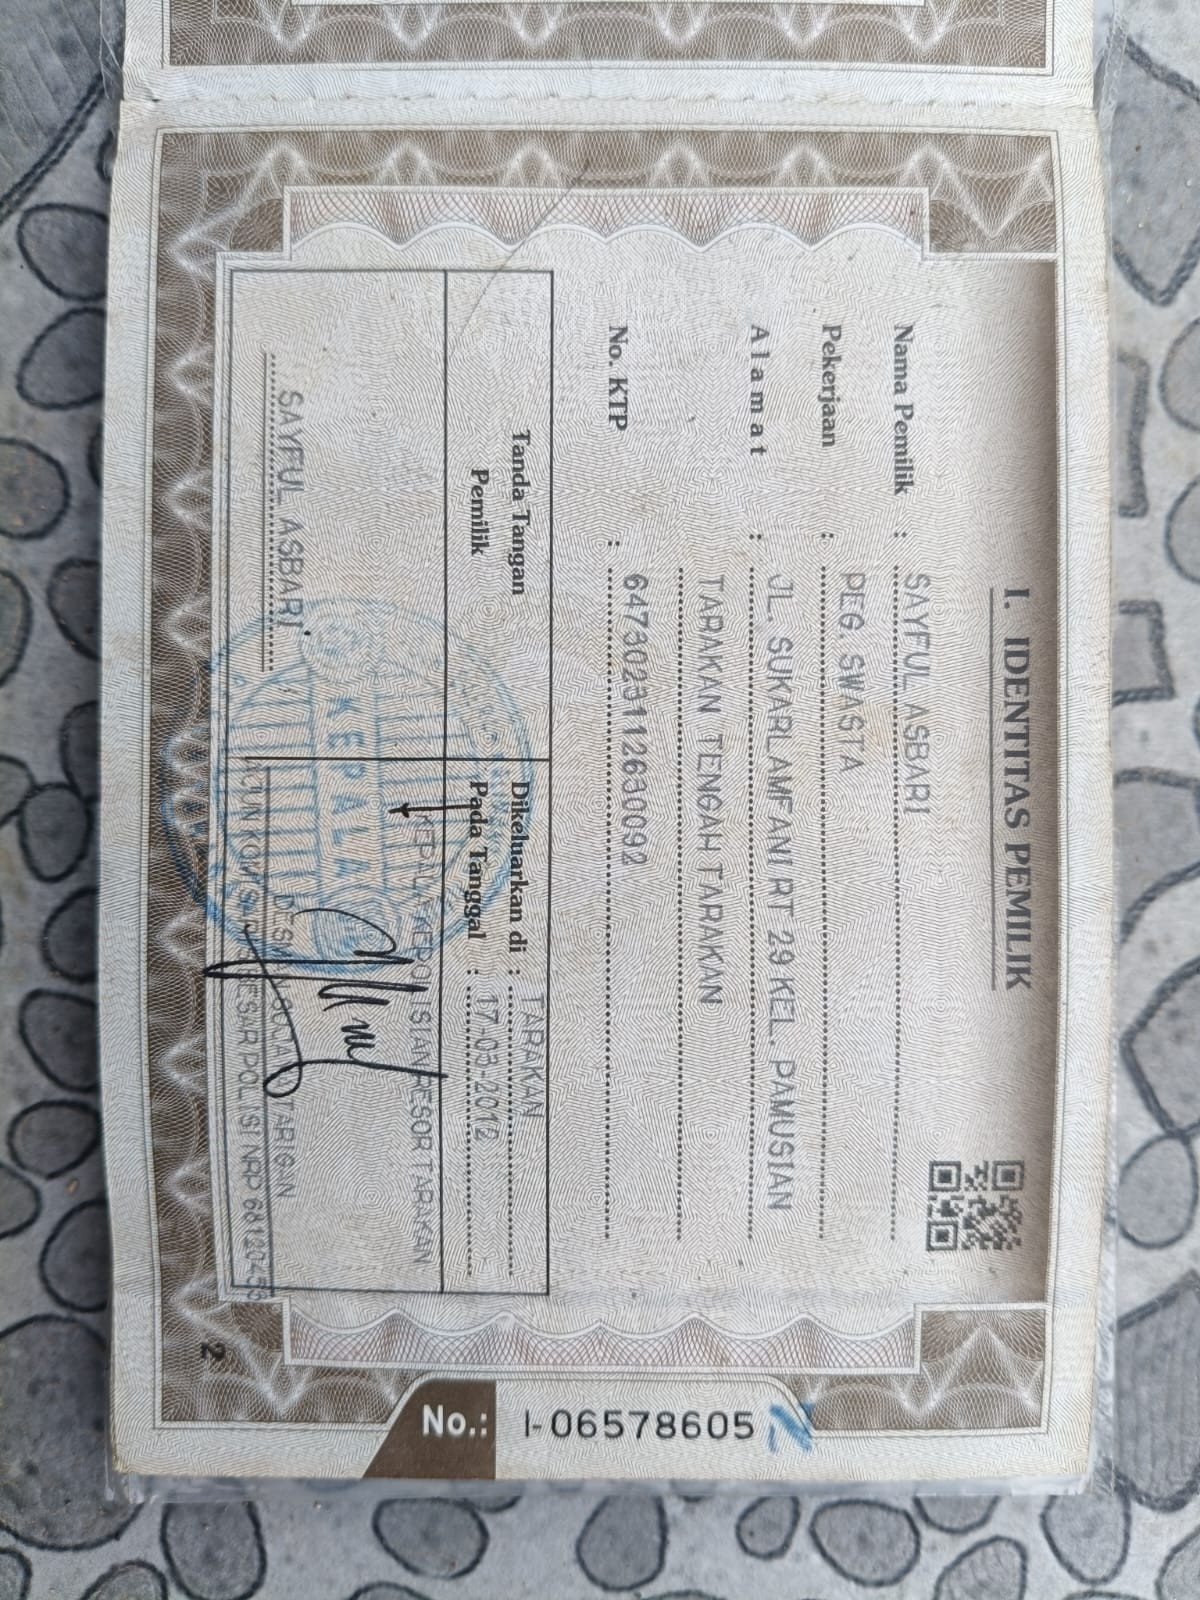 I. IDENTITAS PEMILIK
Nama Pemilik : SAYFUL ASBARI
Pekerjaan : PEG. SWASTA
Alamat : JL. SUKARLAMFANI RT 29 KEL. PAMUSIAN
TARAKAN TENGAH TARAKAN
No. KTP : 6473023112630092
Tanda Tangan
Pemilik
SAYFUL ASBARI
Dikeluarkan di : TARAKAN
Pada Tanggal : 17-03-2012
KEPALA KEPOLISIAN RESOR TARAKAN
KEPALA
POLISI NRP
2
No.: I-06578605